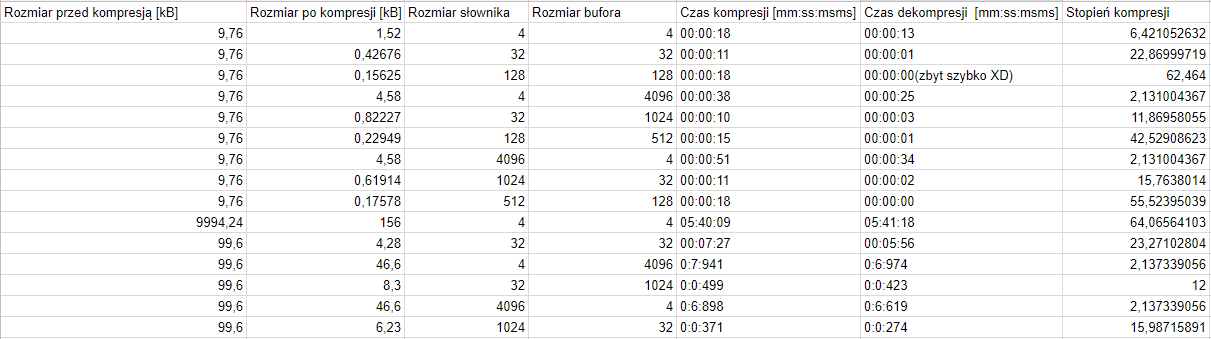 Rozmiar przed kompresją [kB] Rozmiar po kompresji [kB] Rozmiar słownika Rozmiar bufora Czas kompresji [mm:ss:msms] Czas dekompresji [mm:ss:msms] Stopień kompresji
9,76 1,52 4 4 00:00:18 00:00:13 6,421052632
9,76 0,42676 32 32 00:00:11 00:00:01 22,86999719
9,76 0,15625 128 128 00:00:18 00:00:00(zbyt szybko XD) 62,464
9,76 4,58 4 4096 00:00:38 00:00:25 2,131004367
9,76 0,82227 32 1024 00:00:10 00:00:03 11,86958055
9,76 0,22949 128 512 00:00:15 00:00:01 42,52908623
9,76 4,58 4096 4 00:00:51 00:00:34 2,131004367
9,76 0,61914 1024 32 00:00:11 00:00:02 15,7638014
9,76 0,17578 512 128 00:00:18 00:00:00 55,52395039
9994,24 156 4 4 05:40:09 05:41:18 64,06564103
99,6 4,28 32 32 00:07:27 00:05:56 23,27102804
99,6 46,6 4 4096 0:7:941 0:6:974 2,137339056
99,6 8,3 32 1024 0:0:499 0:0:423 12
99,6 46,6 4096 4 0:6:898 0:6:619 2,137339056
99,6 6,23 1024 32 0:0:371 0:0:274 15,98715891